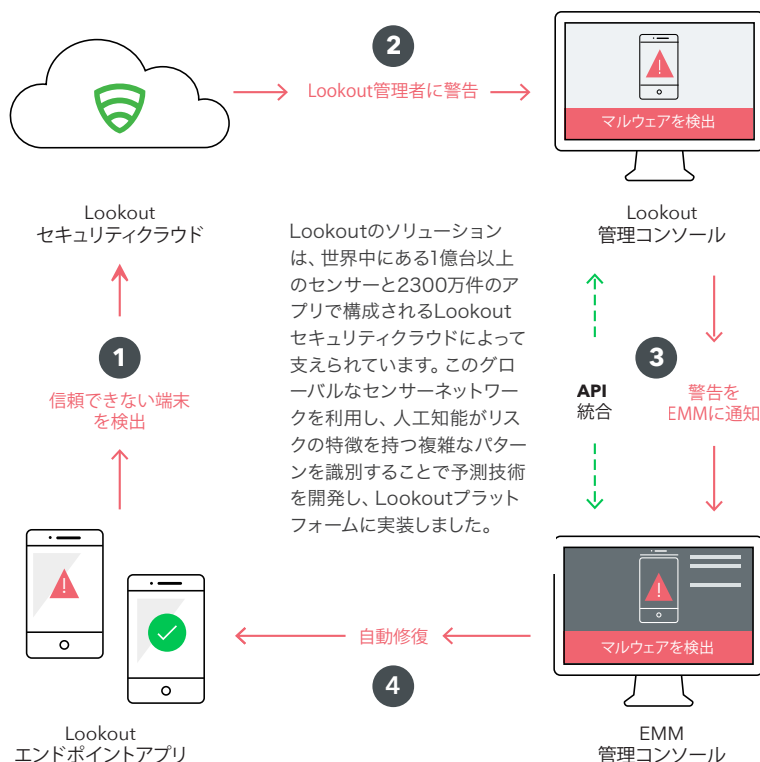 2
Lookout管理者に警告
マルウェアを検出
Lookout
セキュリティクラウド
Lookout
管理コンソール
Lookoutのソリューション
は、世界中にある1億台以上
のセンサーと2300万件のア
プリで構成されるLookout
セキュリティクラウドによって
支えられています。このグロ
ーバルなセンサーネットワー
クを利用し、人工知能がリス
クの特徴を持つ複雑なパター
ンを識別することで予測技術
を開発し、Lookoutプラット
フォームに実装しました。
1
信頼できない端末
を検出
3
API
統合
警告を
EMMに通知
マルウェアを検出
自動修復
4
Lookout
エンドポイントアプリ
EMM
管理コンソール